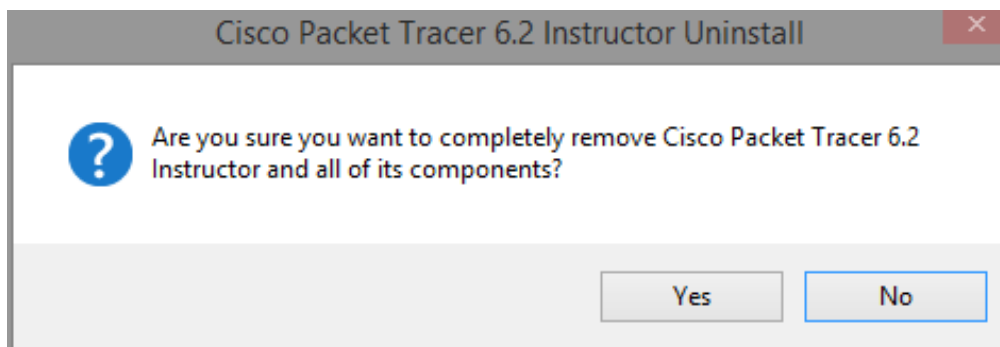 Cisco Packet Tracer 6.2 Instructor Uninstall
Are you sure you want to completely remove Cisco Packet Tracer 6.2
Instructor and all of its components?
Yes No